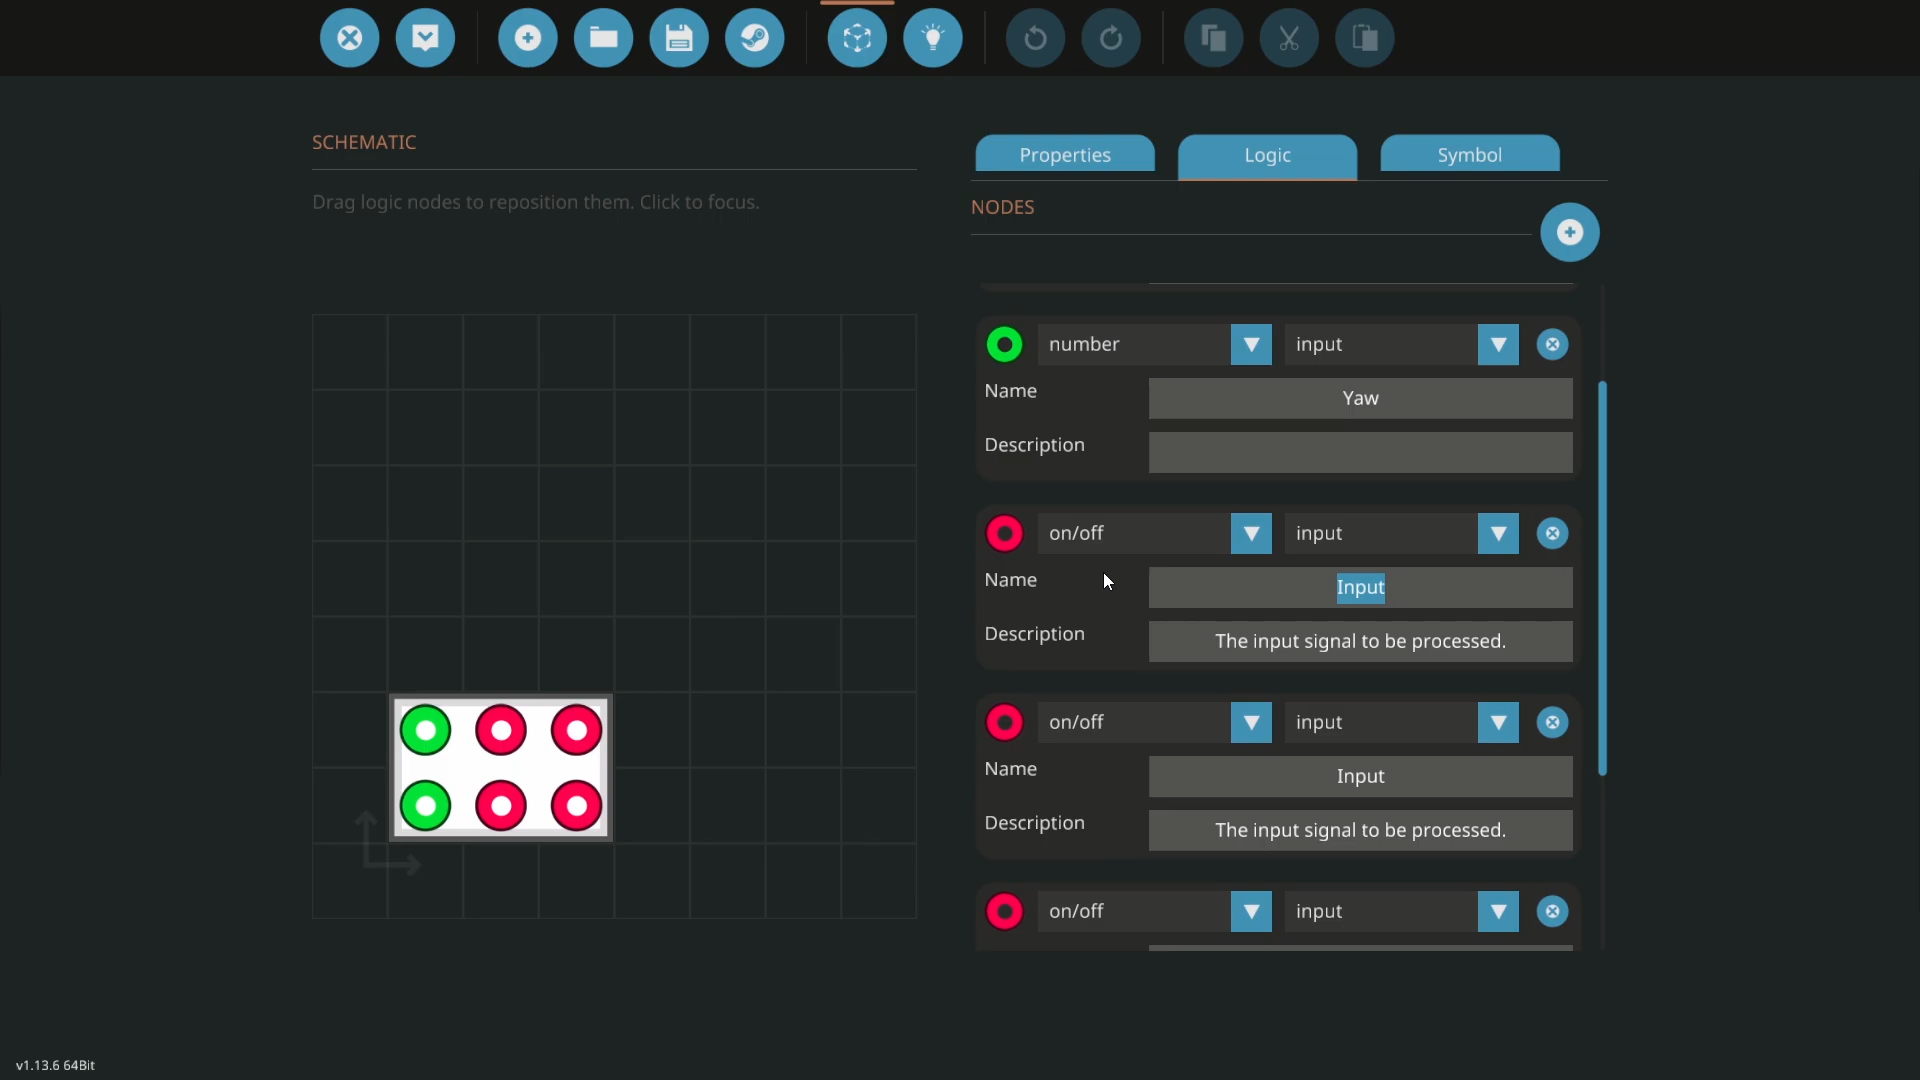 SCHEMATIC
Drag logic nodes to reposition them. Click to focus.
Properties
Logic
Symbol
NODES
number
input
Name
Yaw
Description
on/off
input
Name
Input
Description
The input signal to be processed.
on/off
input
Name
Input
Description
The input signal to be processed.
on/off
input
v1.13.6 64Bit